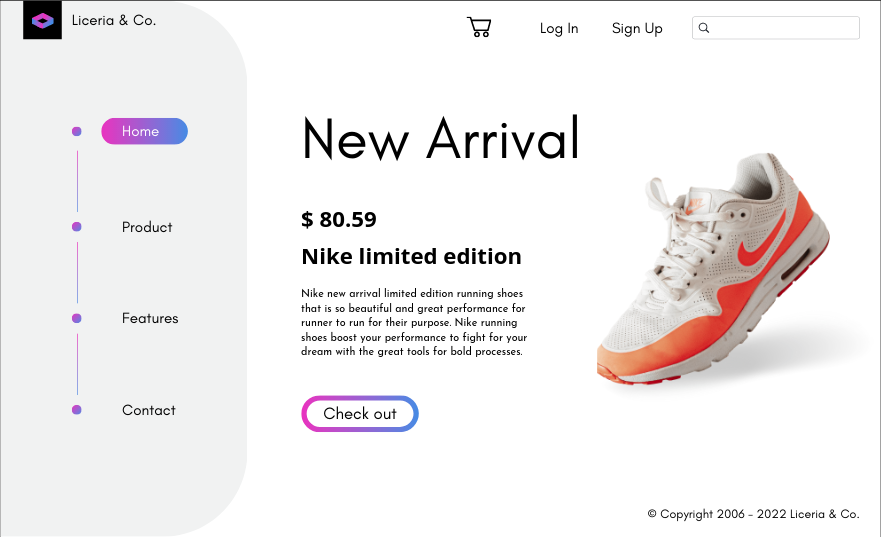 Liceria & Co.
Log In
Sign Up
Home
Product
Features
Contact
New Arrival
$ 80.59
Nike limited edition
Nike new arrival limited edition running shoes
that is so beautiful and great performance for
runner to run for their purpose. Nike running
shoes boost your performance to fight for your
dream with the great tools for bold processes.
Check out
© Copyright 2006 - 2022 Liceria & Co.